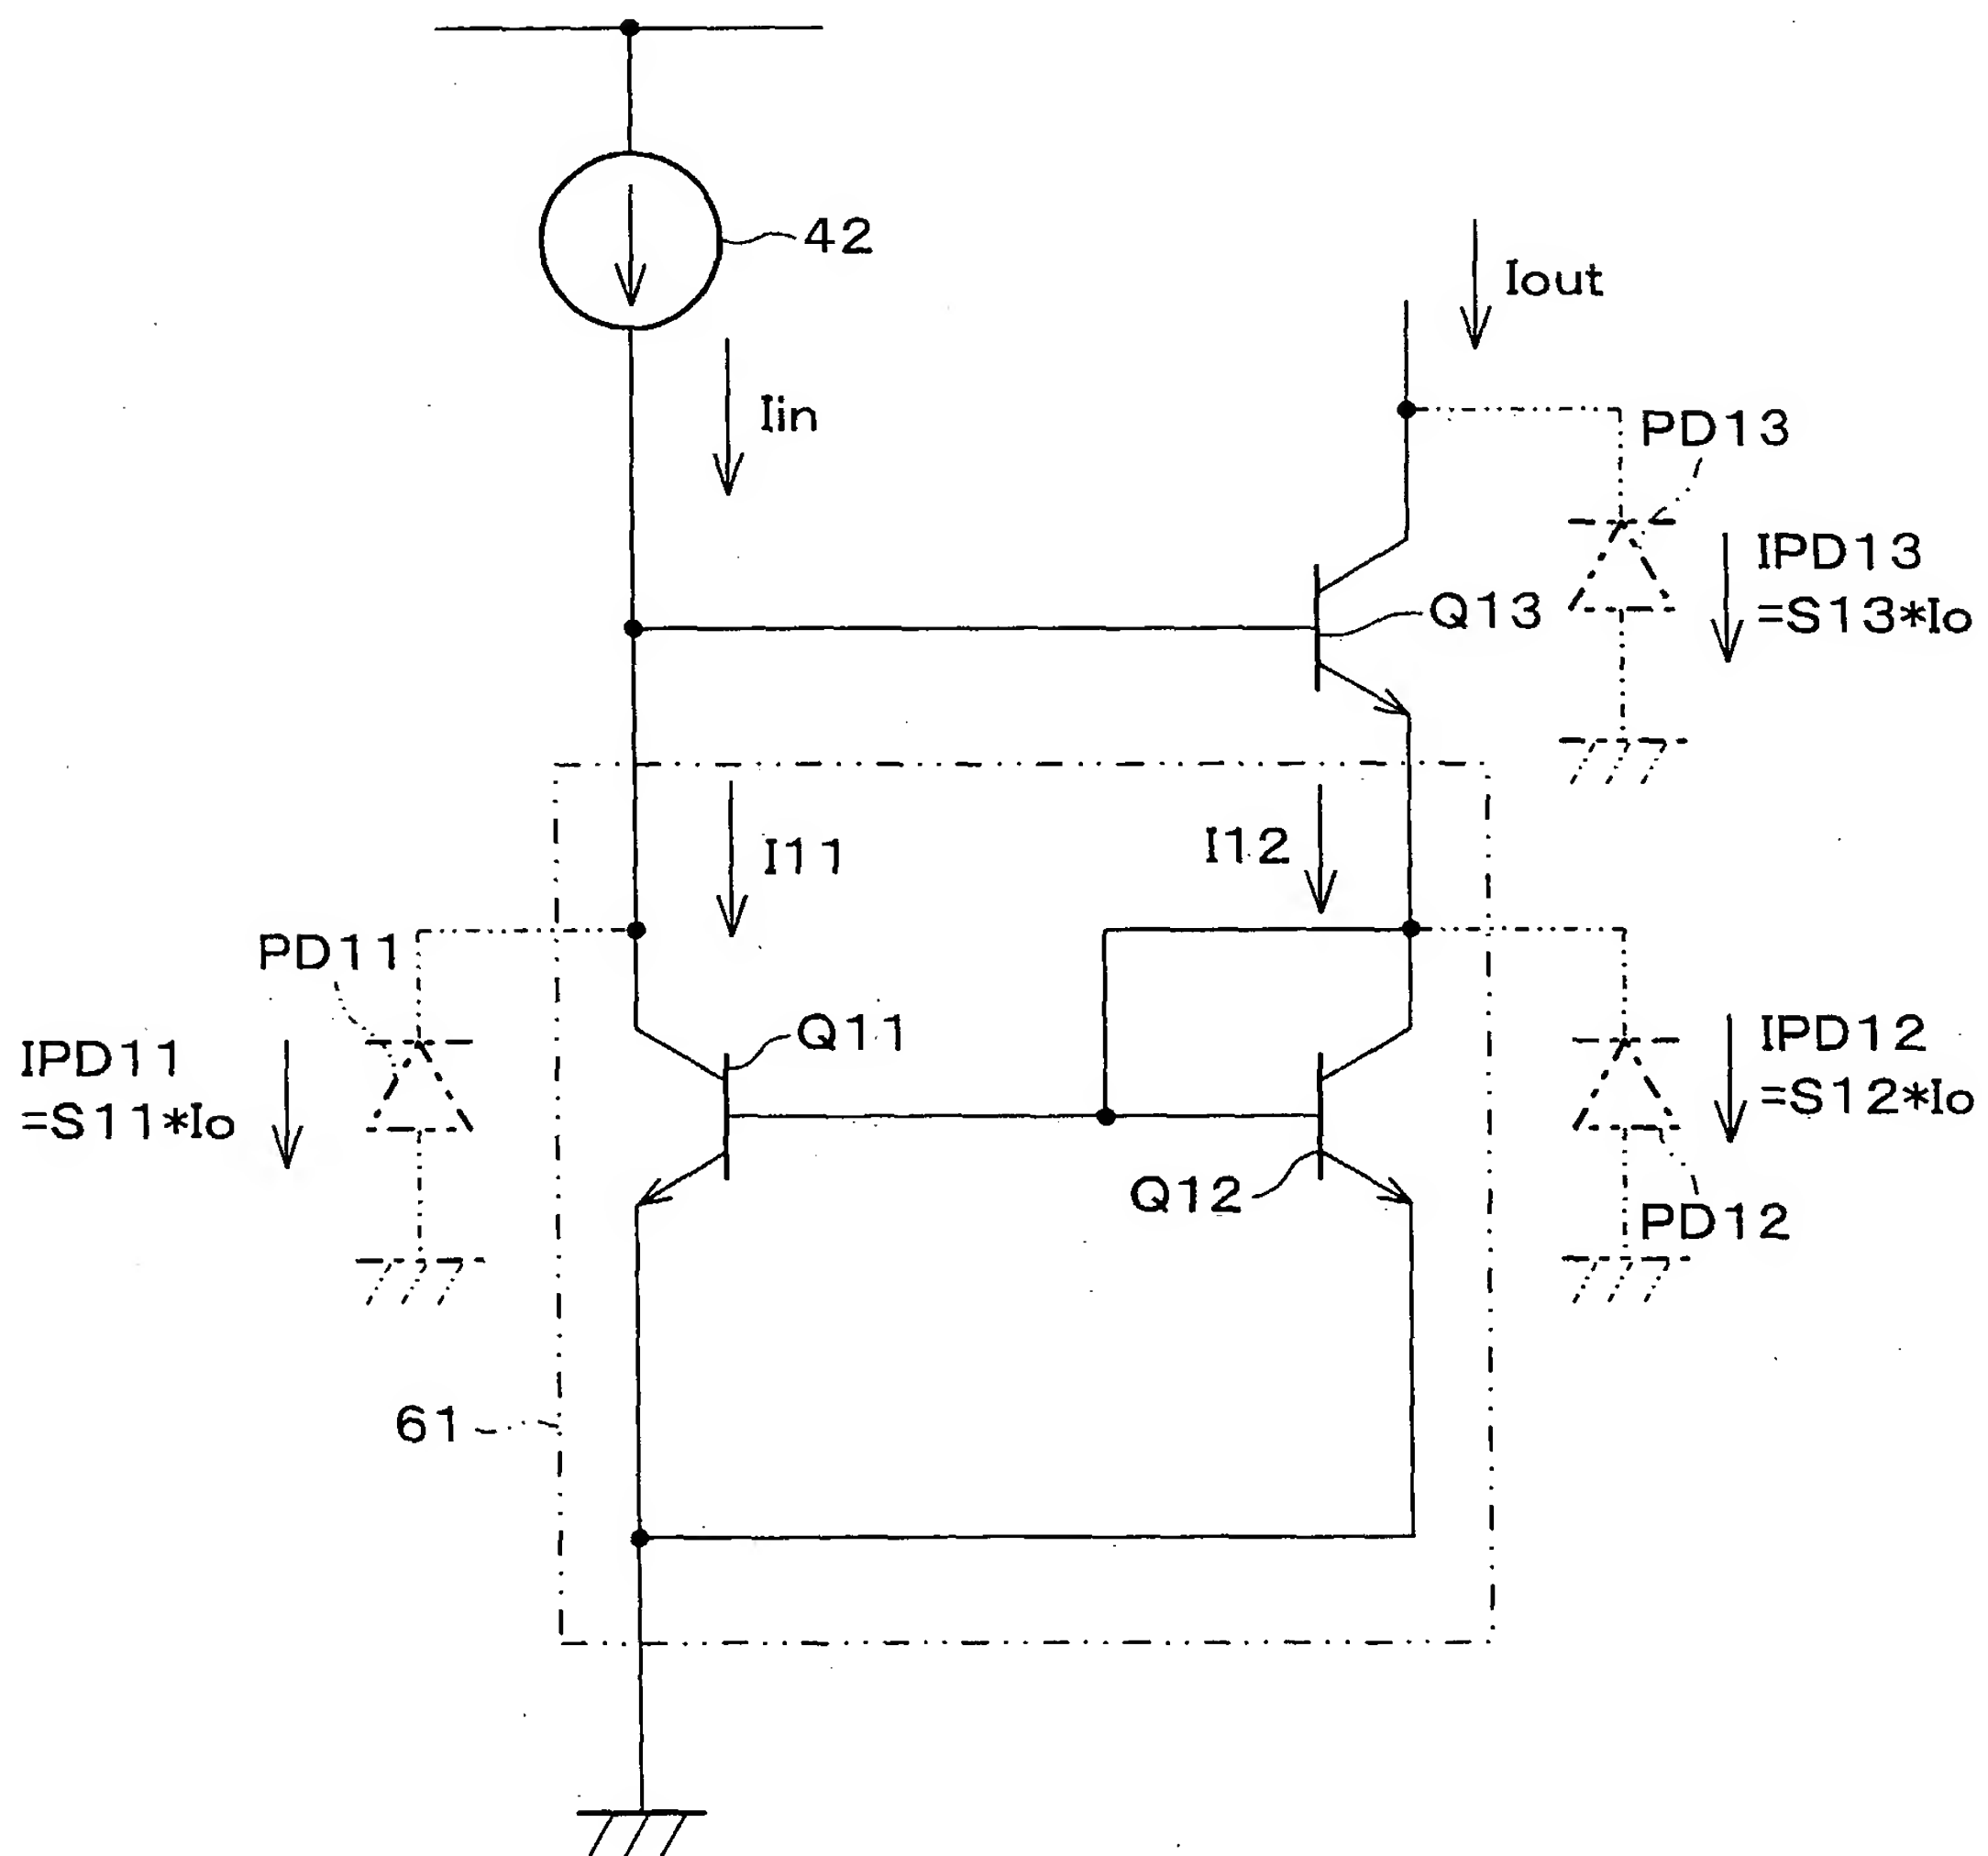 42
Iout
Iin
PD13
IPD13
=S13*Io
Q13
I11
I12
PD11
Q11
IPD11
=S11*Io
IPD12
=S12*Io
Q12
PD12
61